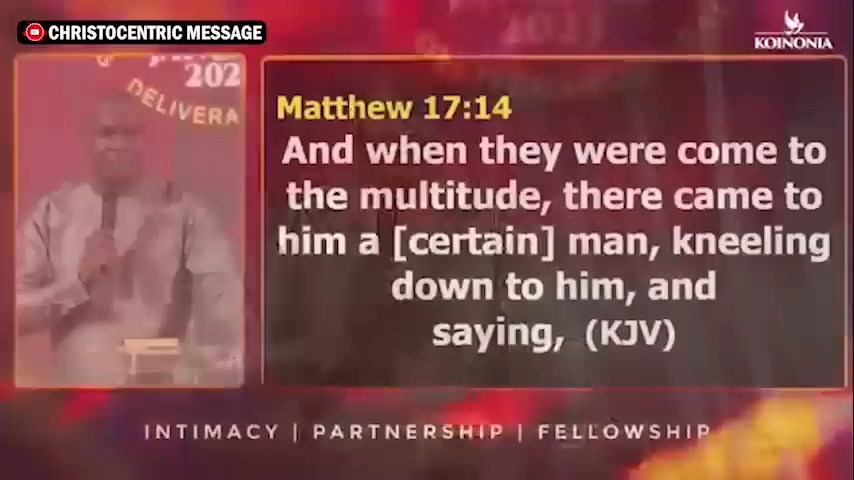 CHRISTOCENTRIC MESSAGE
KOINONIA
202
DELIVERA
Matthew 17:14
And when they were come to
the multitude, there came to
him a [certain] man, kneeling
down to him, and
saying, (KJV)
INTIMACY | PARTNERSHIP | FELLOWSHIP